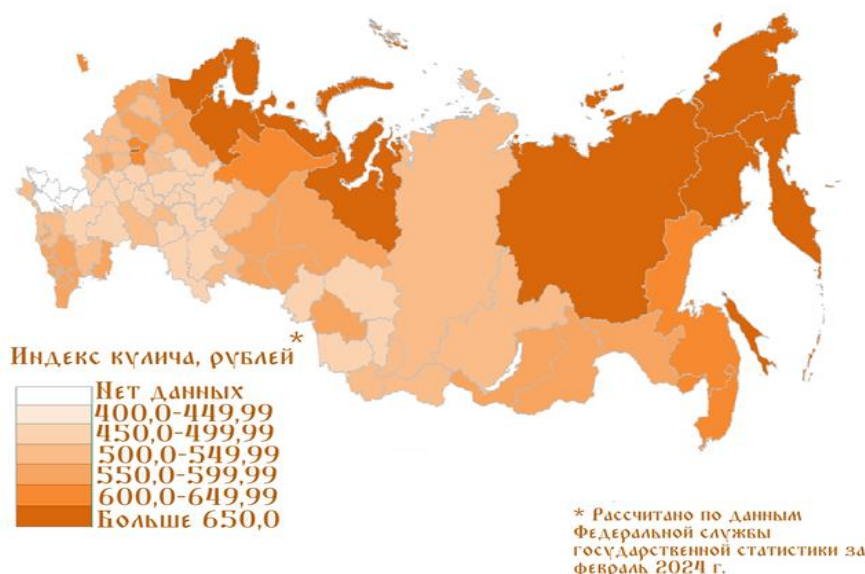 Индекс кулича, рублей*
Нет данных
400,0-449,99
450,0-499,99
500,0-549,99
550,0-599,99
600,0-649,99
Больше 650,0
* Рассчитано по данным
Федеральной службы
государственной статистики за
февраль 2024 г.